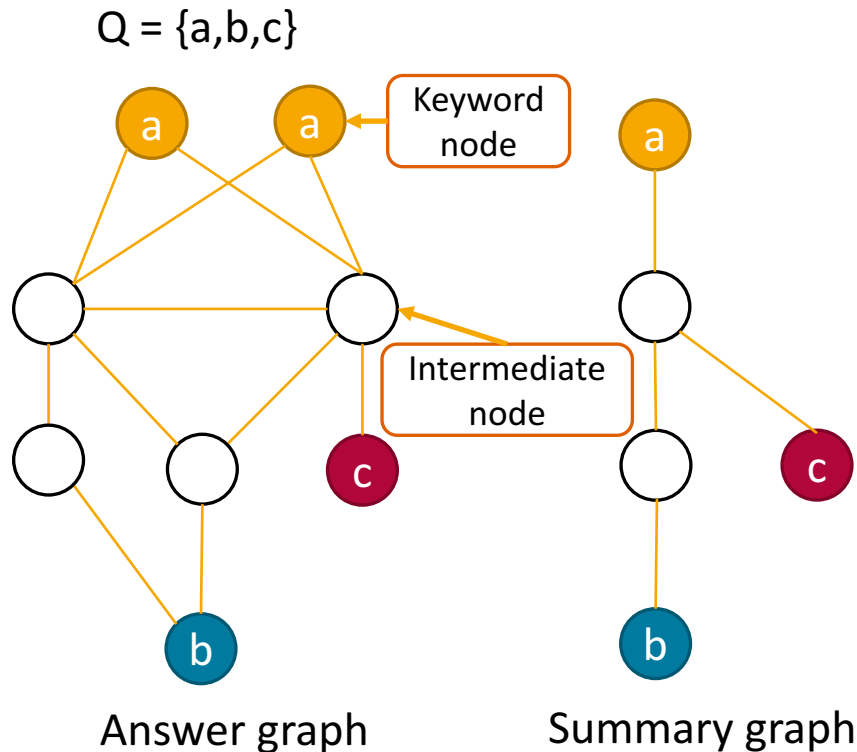 Q = {a,b,c}
a
a
Keyword
node
a
Intermediate
node
c
c
b
b
Answer graph
Summary graph